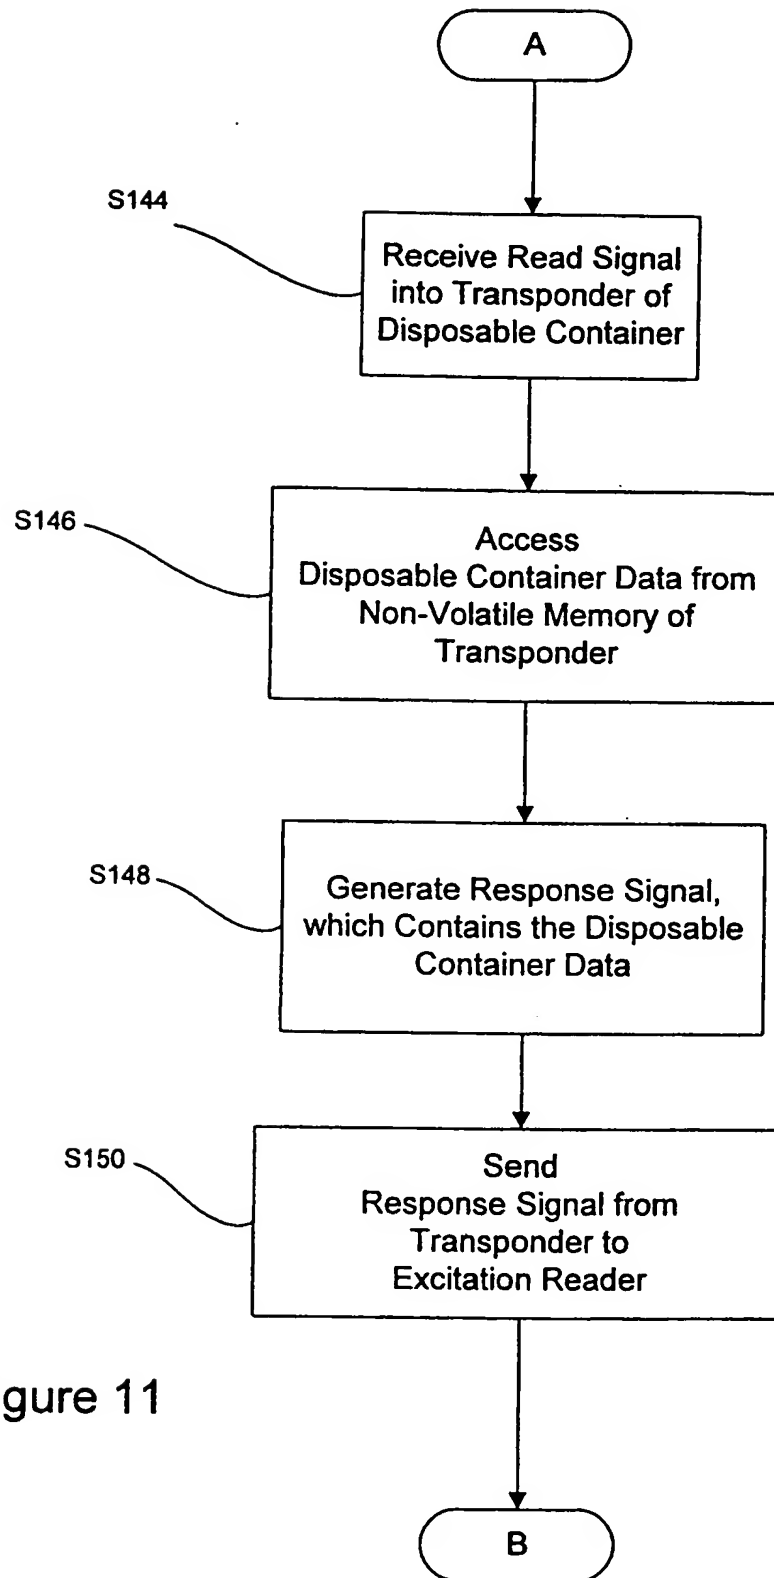 A
S144
Receive Read Signal
into Transponder of
Disposable Container
S146
Access
Disposable Container Data from
Non-Volatile Memory of
Transponder
S148
Generate Response Signal,
which Contains the Disposable
Container Data
S150
Send
Response Signal from
Transponder to
Excitation Reader
gure 11
B